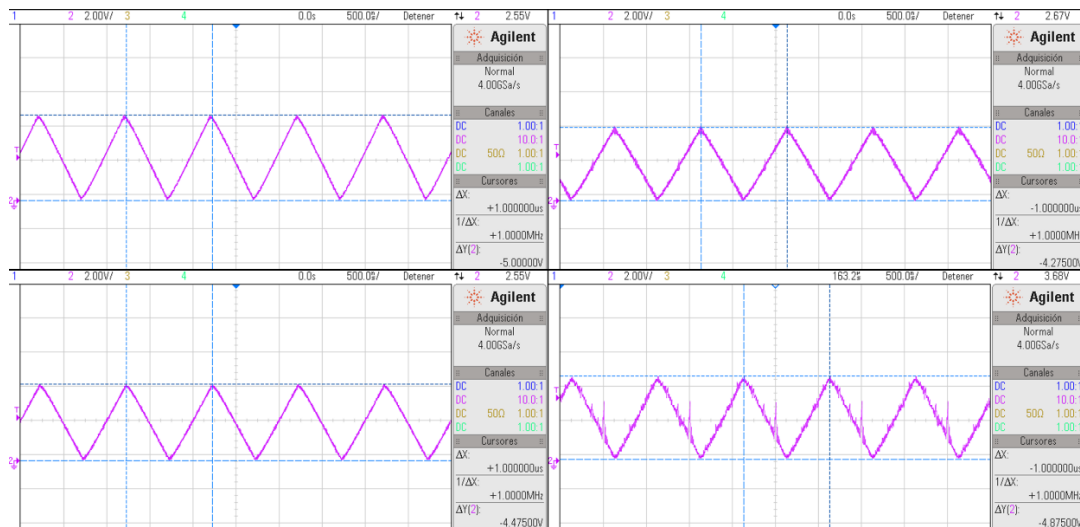 1 2 2.00V/ 3 4 0.0s 500.0ns/ Detener ↑↓ 2 2.55V
Agilent
Adquisición
Normal
4.00GSa/s
Canales
DC 1.00:1
DC 10.0:1
DC 50Ω 1.00:1
DC 1.00:1
Cursores
ΔX:
+1.000000us
1/ΔX:
+1.0000MHz
ΔY(2):
-5.00000V
1 2 2.00V/ 3 4 0.0s 500.0ns/ Detener ↑↓ 2 2.67V
Agilent
Adquisición
Normal
4.00GSa/s
Canales
DC 1.00:1
DC 10.0:1
DC 50Ω 1.00:
DC 1.00:
Cursores
ΔX:
-1.000000us
1/ΔX:
+1.0000MHz
ΔY(2):
-4.27500V
1 2 2.00V/ 3 4 0.0s 500.0ns/ Detener ↑↓ 2 2.55V
Agilent
Adquisición
Normal
4.00GSa/s
Canales
DC 1.00:1
DC 10.0:1
DC 50Ω 1.00:1
DC 1.00:1
Cursores
ΔX:
+1.000000us
1/ΔX:
+1.0000MHz
ΔY(2):
-4.47500V
1 2 2.00V/ 3 4 500.0ns/ Detener ↑↓ 2 3.68V
Agilent
Adquisición
Normal
4.00GSa/s
Canales
DC 1.00:1
DC 10.0:1
DC 50Ω 1.00:1
DC 1.00:1
Cursores
ΔX:
-1.000000us
1/ΔX:
+1.0000MHz
ΔY(2):
-4.87500V